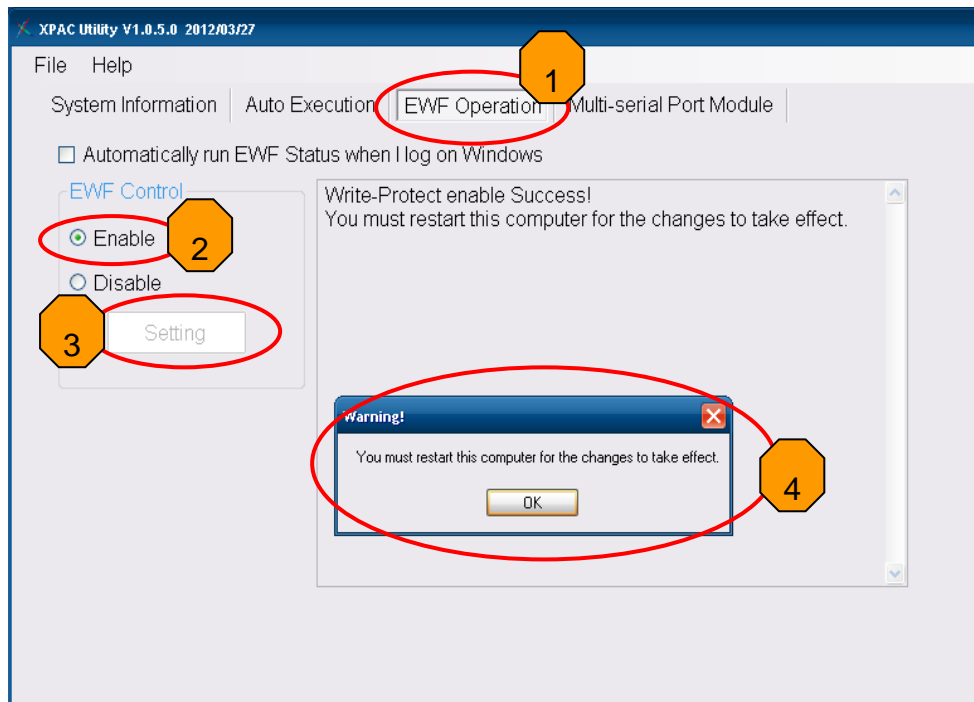 XPAC Utility V1.0.5.0 2012/03/27
File Help
1
System Information Auto Execution EWF Operation Multi-serial Port Module
Automatically run EWF Status when I log on Windows
EWF Control
Enable
2
Disable
3
Setting
Write-Protect enable Success!
You must restart this computer for the changes to take effect.
Warning!
You must restart this computer for the changes to take effect.
OK
4